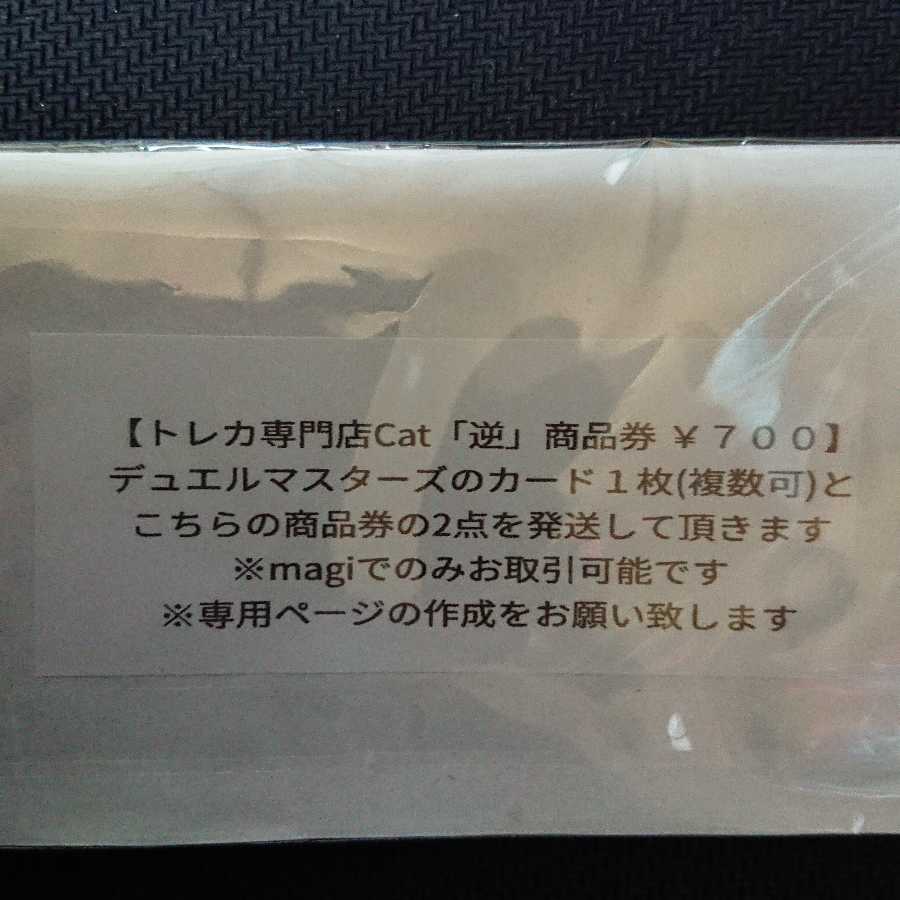 【トレカ専門店Cat「逆」商品券 ￥７００】
デュエルマスターズのカード１枚(複数可)と
こちらの商品券の2点を発送して頂きます
※magiでのみお取引可能です
※専用ページの作成をお願い致します